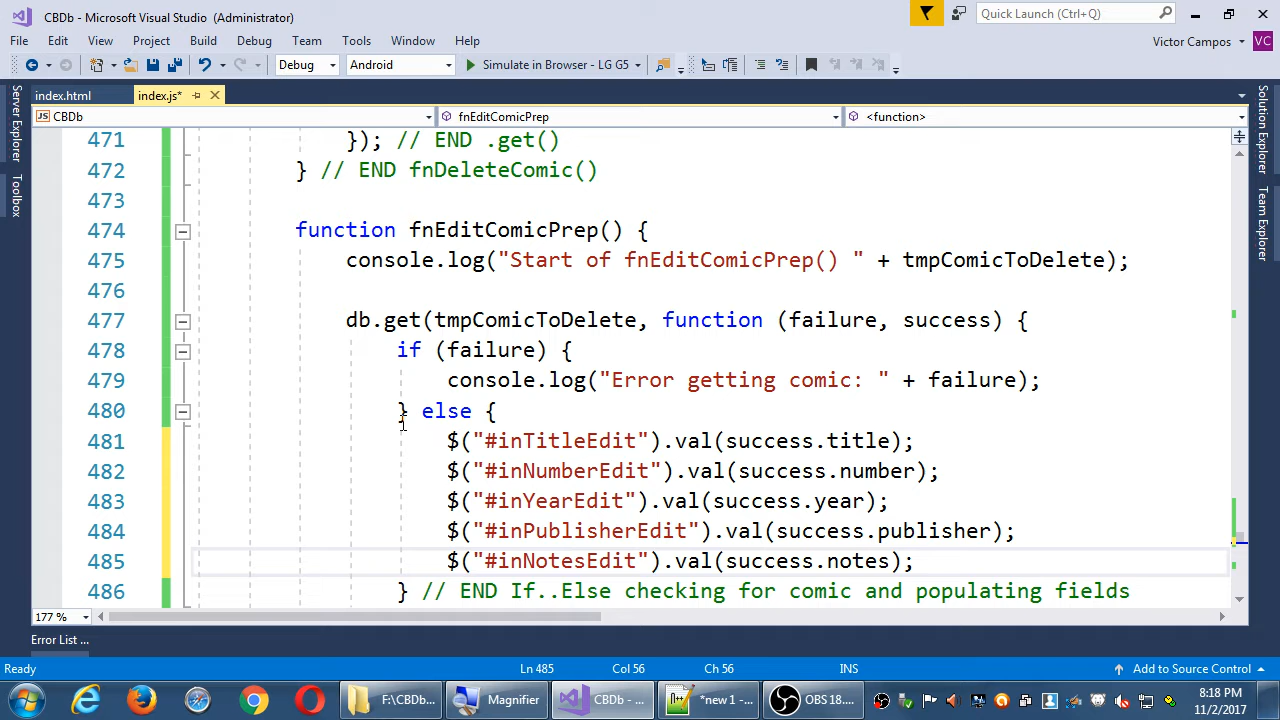 CBDb - Microsoft Visual Studio (Administrator)
Quick Launch (Ctrl+Q)
File Edit View Project Build Debug Team Tools Window Help
Victor Campos VC
Debug Android Simulate in Browser - LG G5
index.html index.js*
CBDb fnEditComicPrep <function>
Server Explorer
Toolbox
Solution Explorer
Team Explorer
471 }); // END .get()
472 } // END fnDeleteComic()
473
474 function fnEditComicPrep() {
475 console.log("Start of fnEditComicPrep() " + tmpComicToDelete);
476
477 db.get(tmpComicToDelete, function (failure, success) {
478 if (failure) {
479 console.log("Error getting comic: " + failure);
480 } else {
481 $("#inTitleEdit").val(success.title);
482 $("#inNumberEdit").val(success.number);
483 $("#inYearEdit").val(success.year);
484 $("#inPublisherEdit").val(success.publisher);
485 $("#inNotesEdit").val(success.notes);
486 } // END If..Else checking for comic and populating fields
177 %
Error List ...
Ready Ln 485 Col 56 Ch 56 INS Add to Source Control
F:\CBDb... Magnifier CBDb - ... *new 1 -... OBS 18.... 8:18 PM
11/2/2017